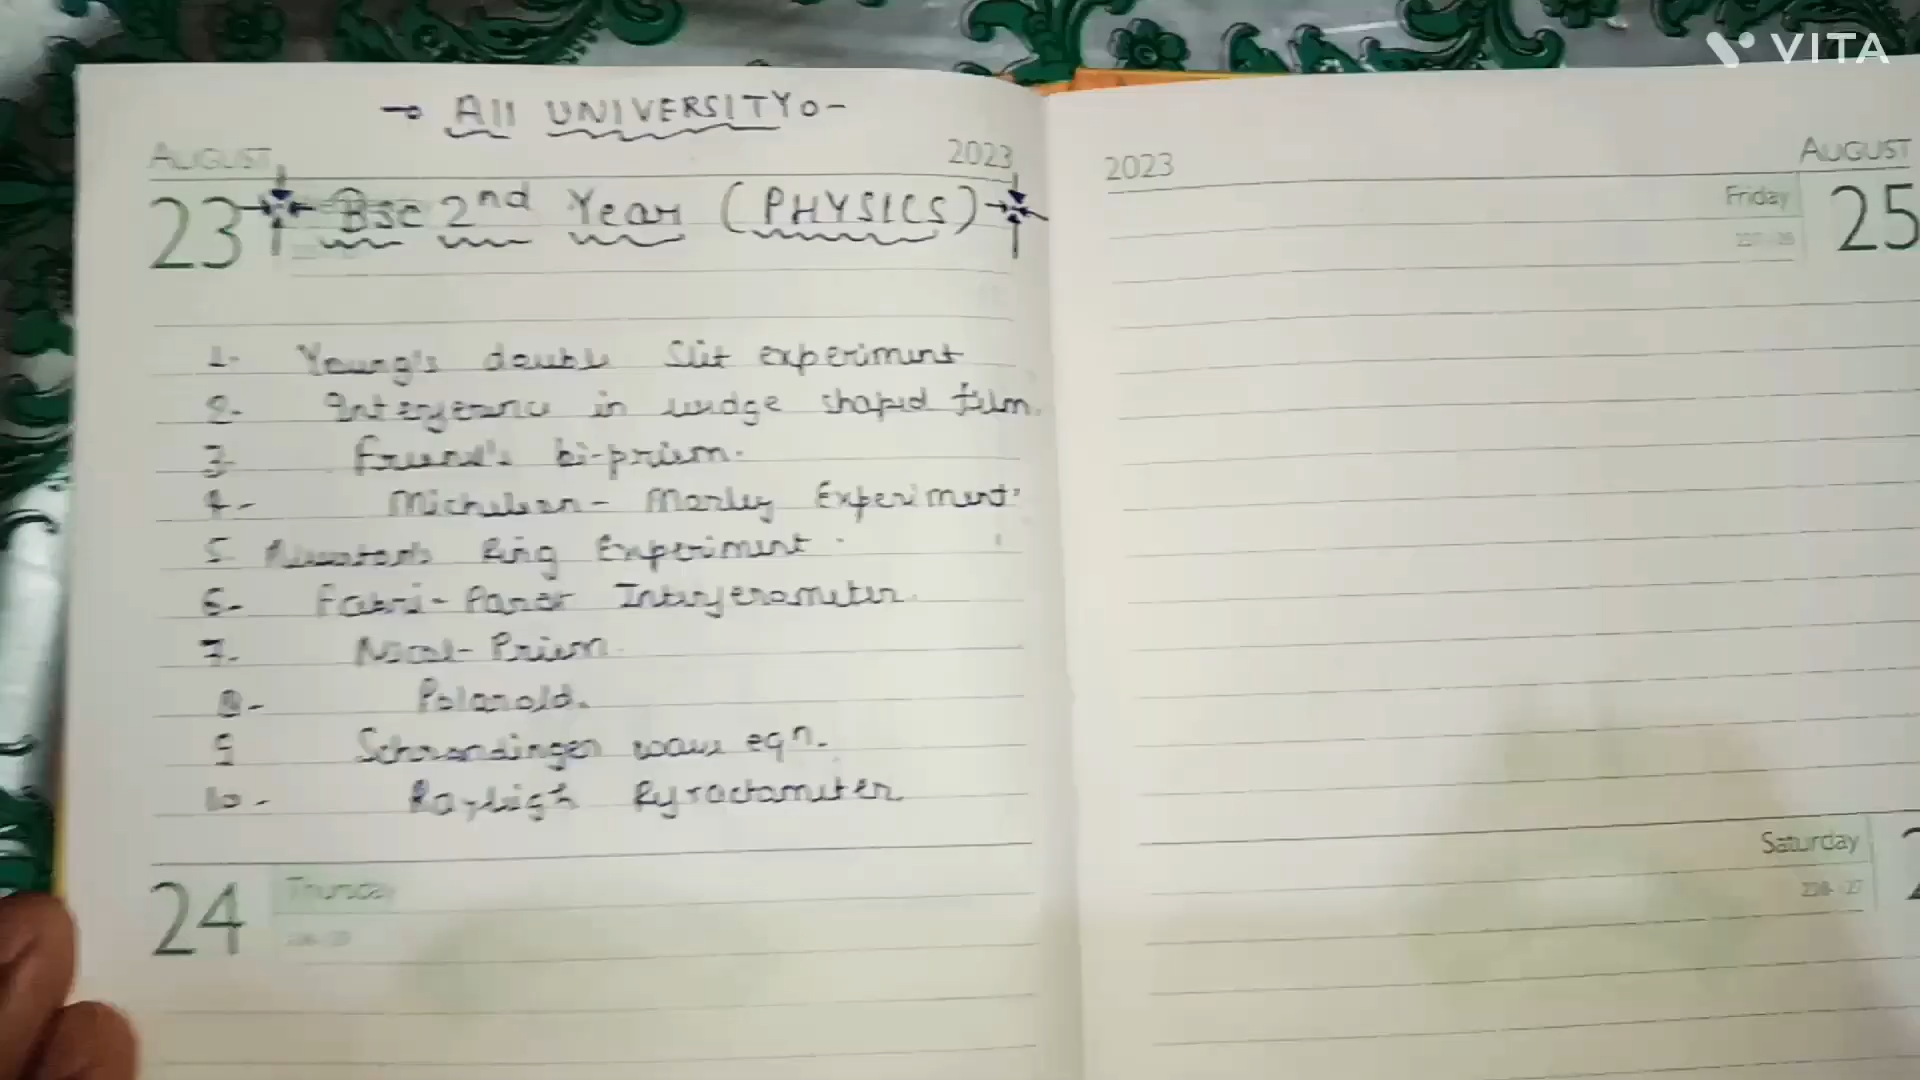 VITA
→ All UNIVERSITY o-
AUGUST 2023
23 Bsc 2nd Year (PHYSICS)
1- Young's double Slit experiment
2- Interference in wedge shaped film.
3- Fresnel's bi-prism.
4- Michelson - Morley Experiment
5- Newton's Ring Experiment
6- Fabri - Parot Interferometer.
7- Nicol - Prism.
8- Polaroid.
9 Schrondinger wave eqn.
10- Rayleigh Refractometer
24 Thursday
2023 AUGUST
Friday 25
Saturday